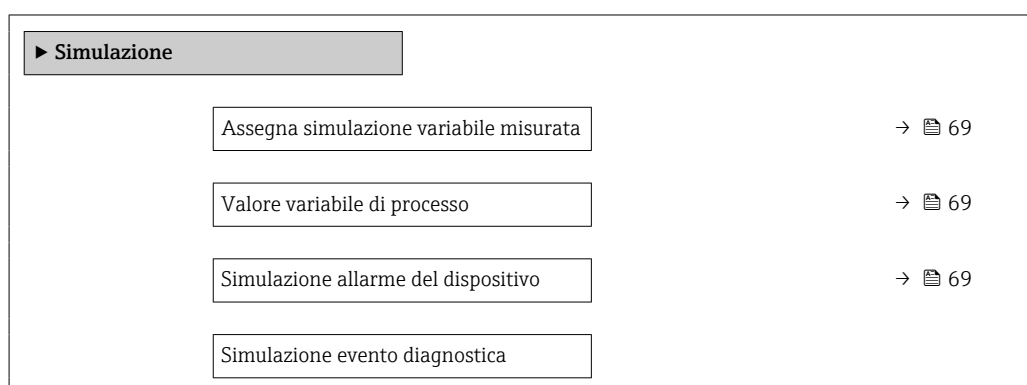 ► Simulazione
Assegna simulazione variabile misurata → 69
Valore variabile di processo → 69
Simulazione allarme del dispositivo → 69
Simulazione evento diagnostica